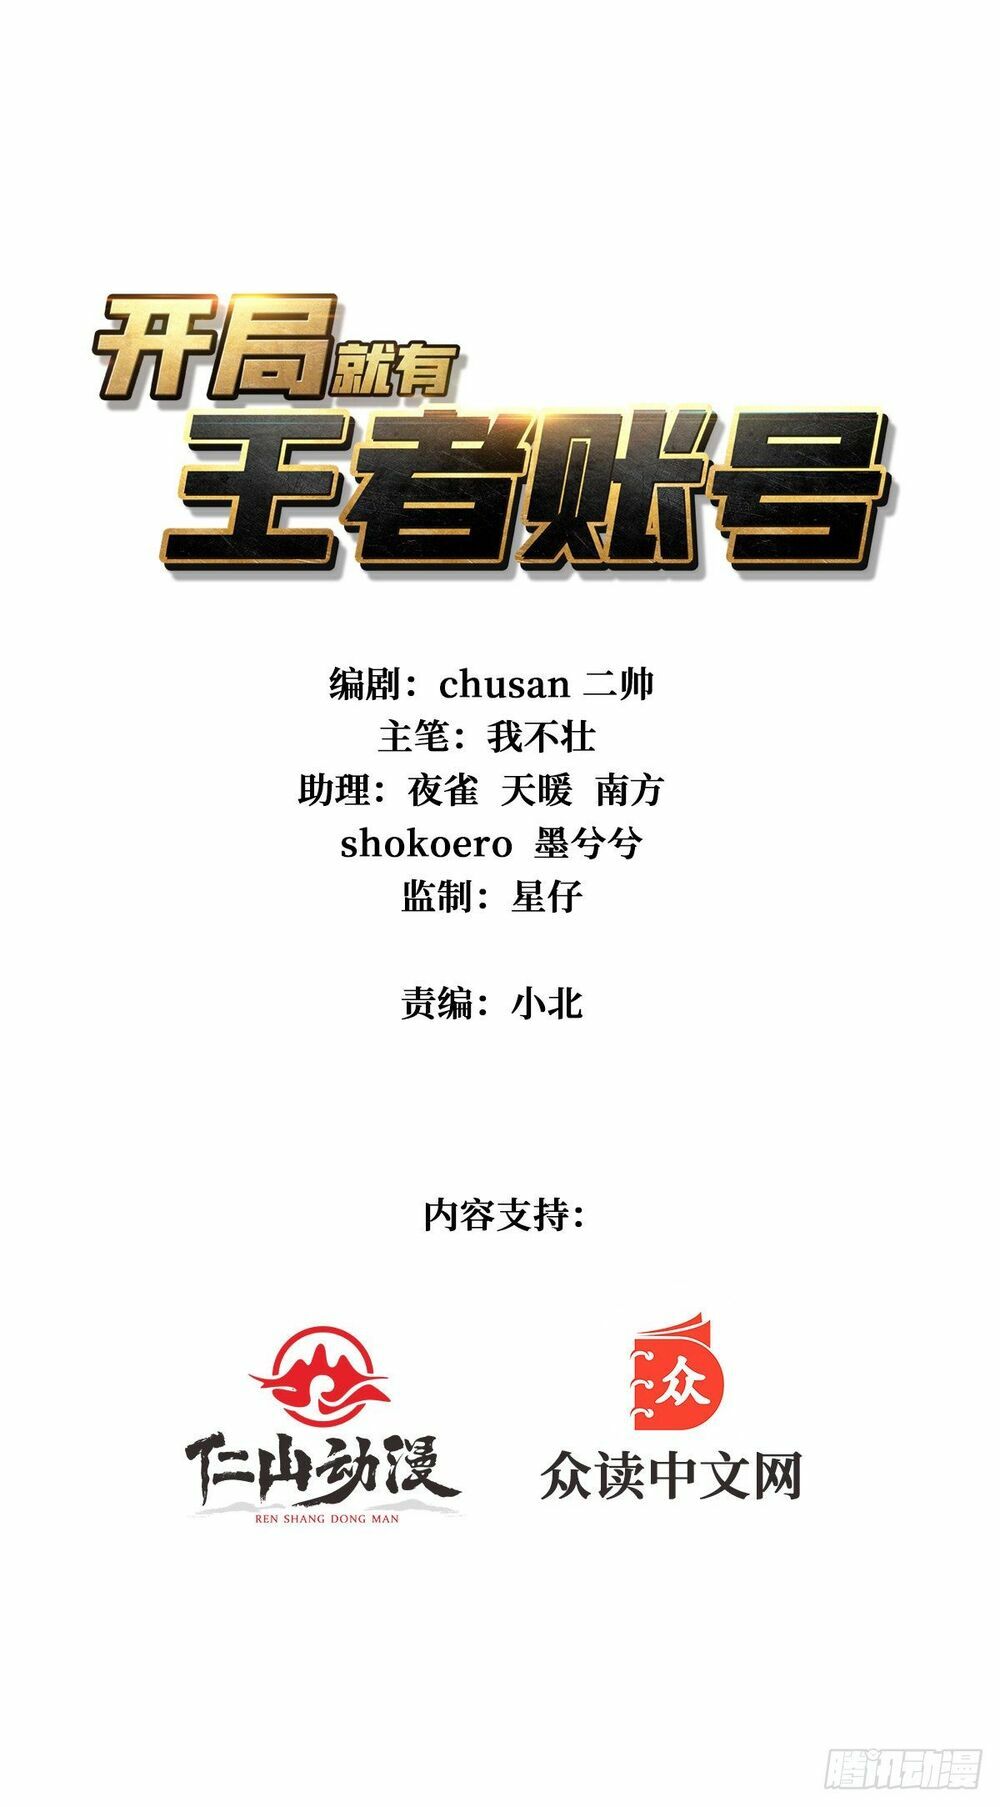 开局就有
王者账号
编剧：chusan 二帅
主笔：我不壮
助理：夜雀 天暖 南方
shokoero 墨兮兮
监制：星仔
责编：小北
内容支持：
众
仁山动漫
REN SHANG DONG MAN
众读中文网
腾讯动漫